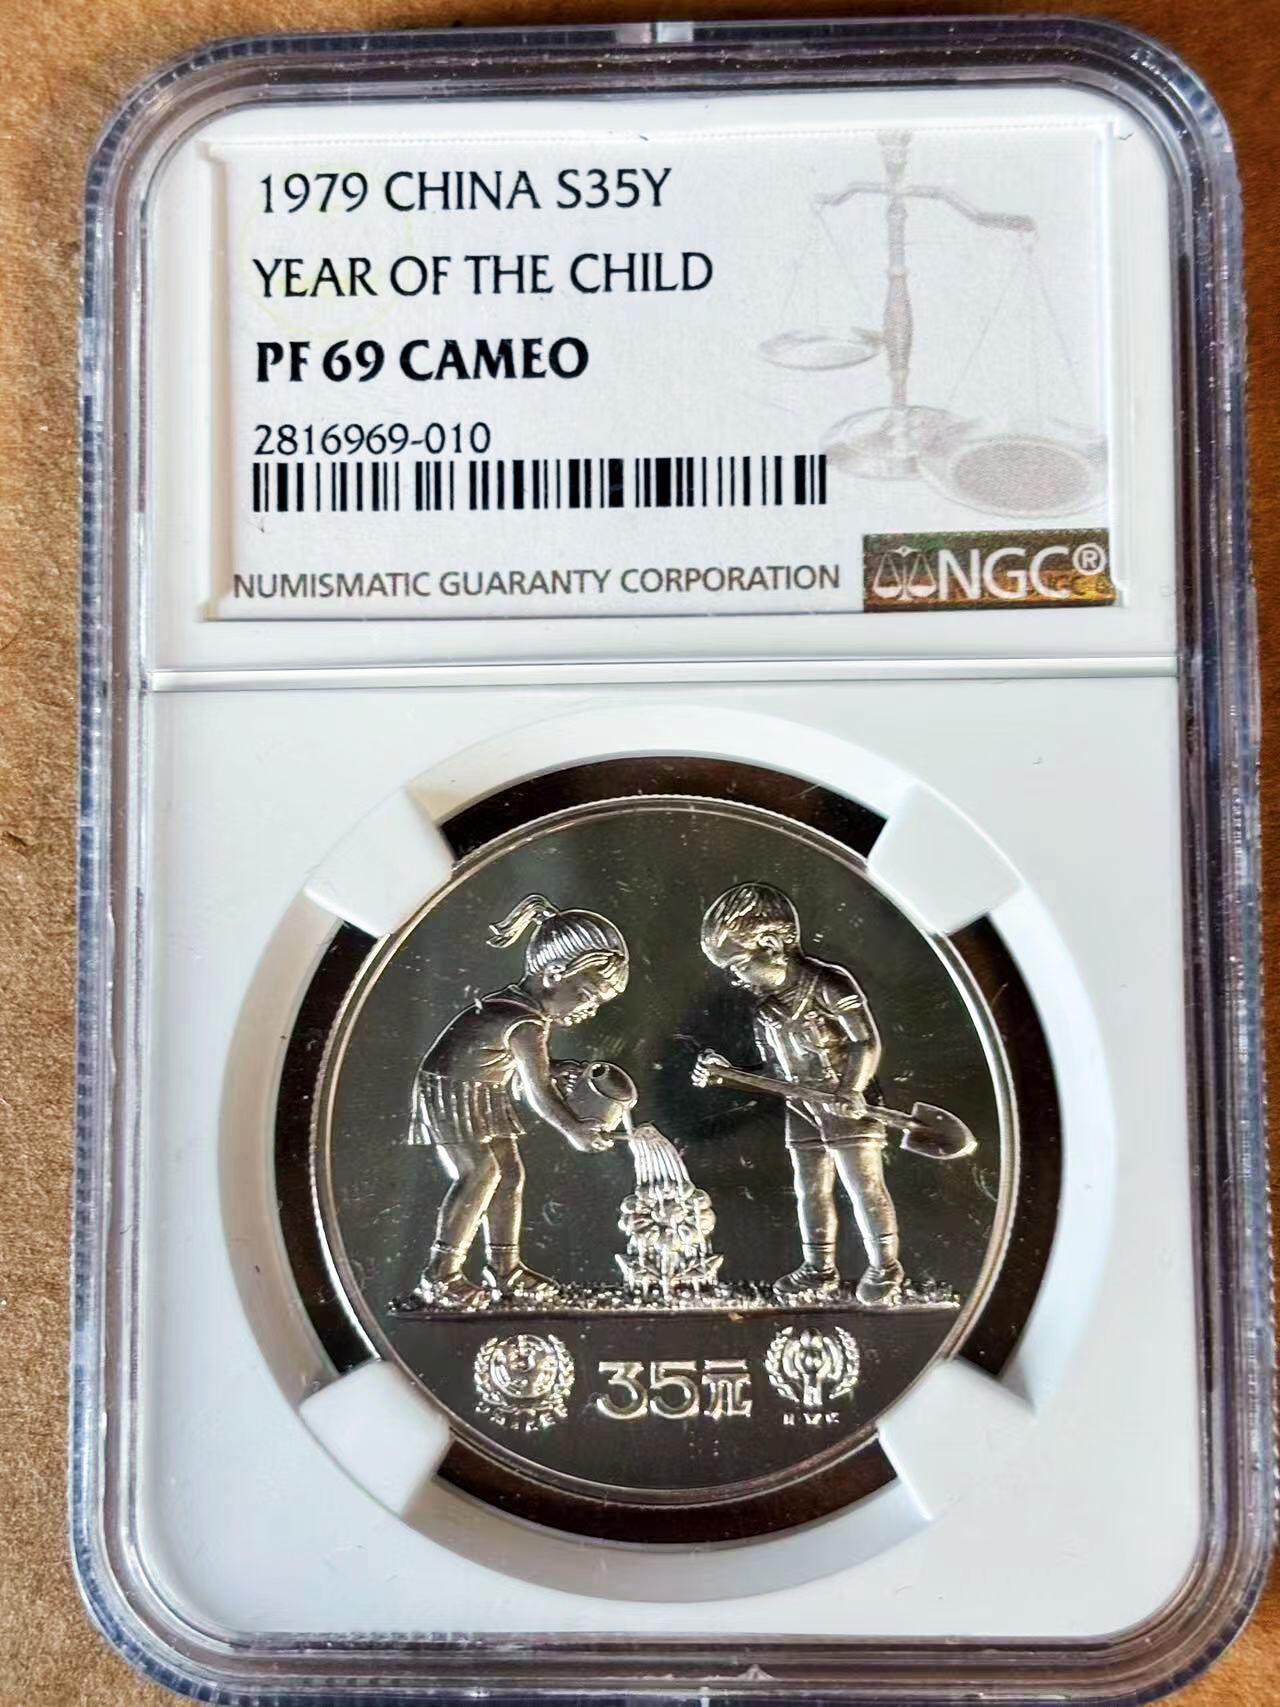 1979 CHINA S35Y
YEAR OF THE CHILD
PF 69 CAMEO
2816969-010
NUMISMATIC GUARANTY CORPORATION
NGC®
35元